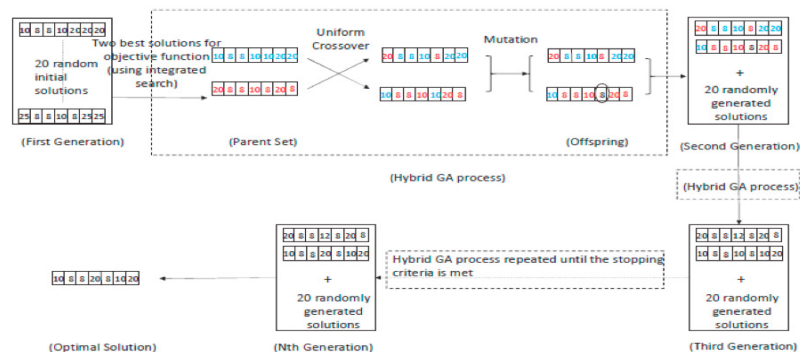 10 8 8 10 20 20 20
20 random
initial
solutions
25 8 8 10 8 25 25
(First Generation)
Two best solutions for
objective function
(using integrated
search)
(Parent Set)
20 8 8 10 8 20 8
Uniform
Crossover
20 8 8 10 8 20 20
10 8 8 10 10 20 8
Mutation
20 8 8 10 8 20 20
10 8 8 10 8 20 8
(Offspring)
(Hybrid GA process)
20 8 8 10 8 20 20
10 8 8 10 8 20 8
+
20 randomly
generated
solutions
(Second Generation)
(Hybrid GA process)
20 8 8 12 8 20 8
10 8 8 10 8 20 20
+
20 randomly
generated
solutions
(Third Generation)
Hybrid GA process repeated until the stopping
criteria is met
20 8 8 12 8 20 8
10 8 8 20 8 10 20
+
20 randomly
generated
solutions
(Nth Generation)
10 8 8 20 8 10 20
(Optimal Solution)